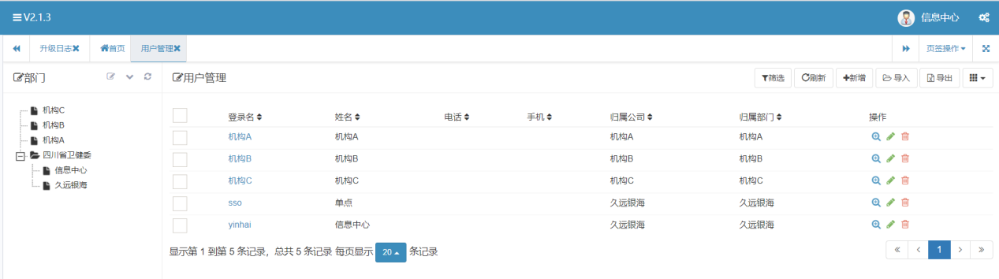 V2.1.3 信息中心
升级日志 首页 用户管理 页签操作
部门
机构C
机构B
机构A
四川省卫健委
信息中心
久远银海
用户管理 筛选 刷新 新增 导入 导出
登录名 姓名 电话 手机 归属公司 归属部门 操作
机构A 机构A 机构A 机构A
机构B 机构B 机构B 机构B
机构C 机构C 机构C 机构C
sso 单点 久远银海 久远银海
yinhai 信息中心 久远银海 久远银海
显示第 1 到第 5 条记录，总共 5 条记录 每页显示 20 条记录 « ‹ 1 › »